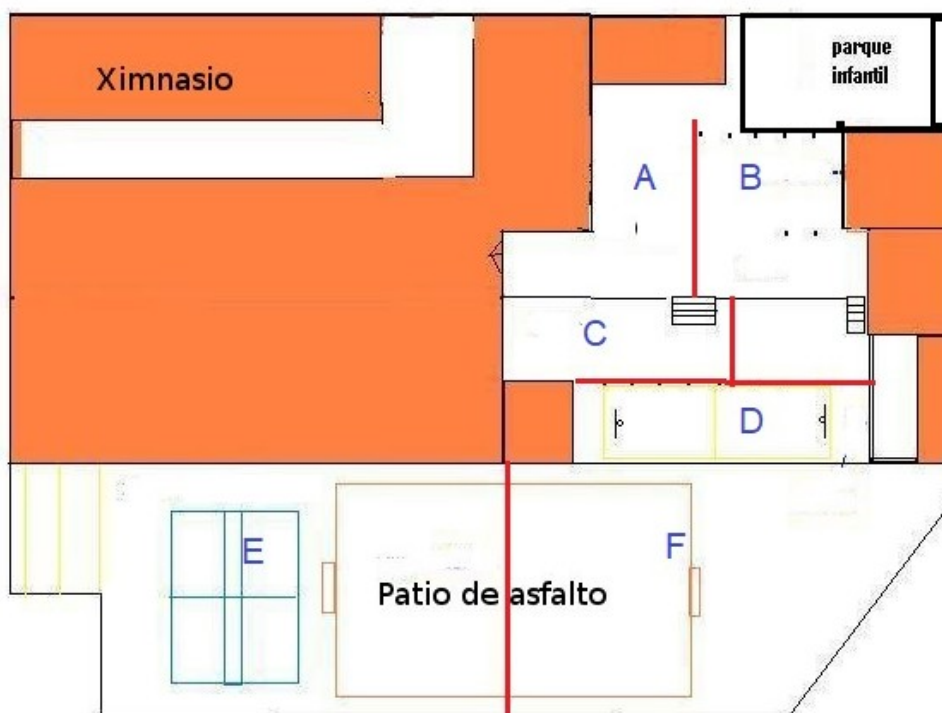 parque
infantil
Ximnasio
A
B
C
D
E
F
Patio de asfalto